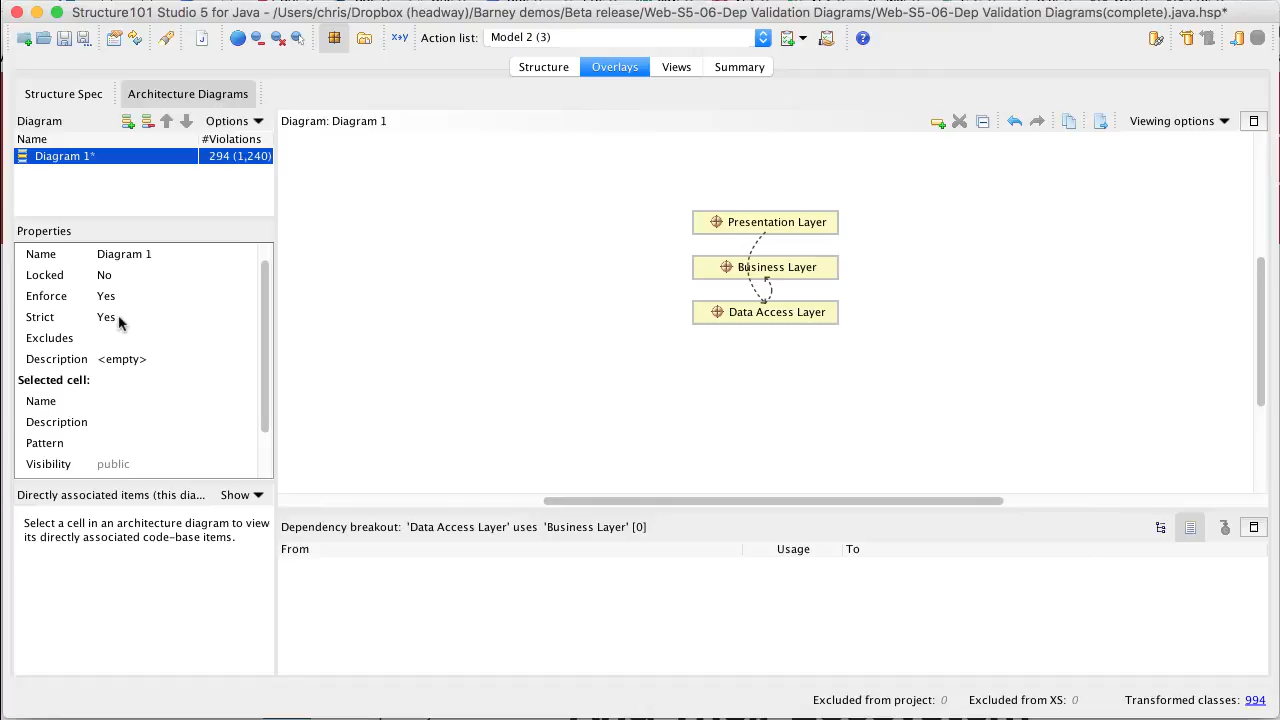 Structure101 Studio 5 for Java - /Users/chris/Dropbox (headway)/Barney demos/Beta release/Web-S5-06-Dep Validation Diagrams/Web-S5-06-Dep Validation Diagrams(complete).java.hsp*
x+y Action list: Model 2 (3)
Structure Overlays Views Summary
Structure Spec Architecture Diagrams
Diagram Options
Name #Violations
Diagram 1* 294 (1,240)
Properties
Name Diagram 1
Locked No
Enforce Yes
Strict Yes
Excludes
Description <empty>
Selected cell:
Name
Description
Pattern
Visibility public
Directly associated items (this dia... Show
Select a cell in an architecture diagram to view
its directly associated code-base items.
Diagram: Diagram 1 Viewing options
Presentation Layer
Business Layer
Data Access Layer
Dependency breakout: 'Data Access Layer' uses 'Business Layer' [0]
From Usage To
Excluded from project: 0 Excluded from XS: 0 Transformed classes: 994